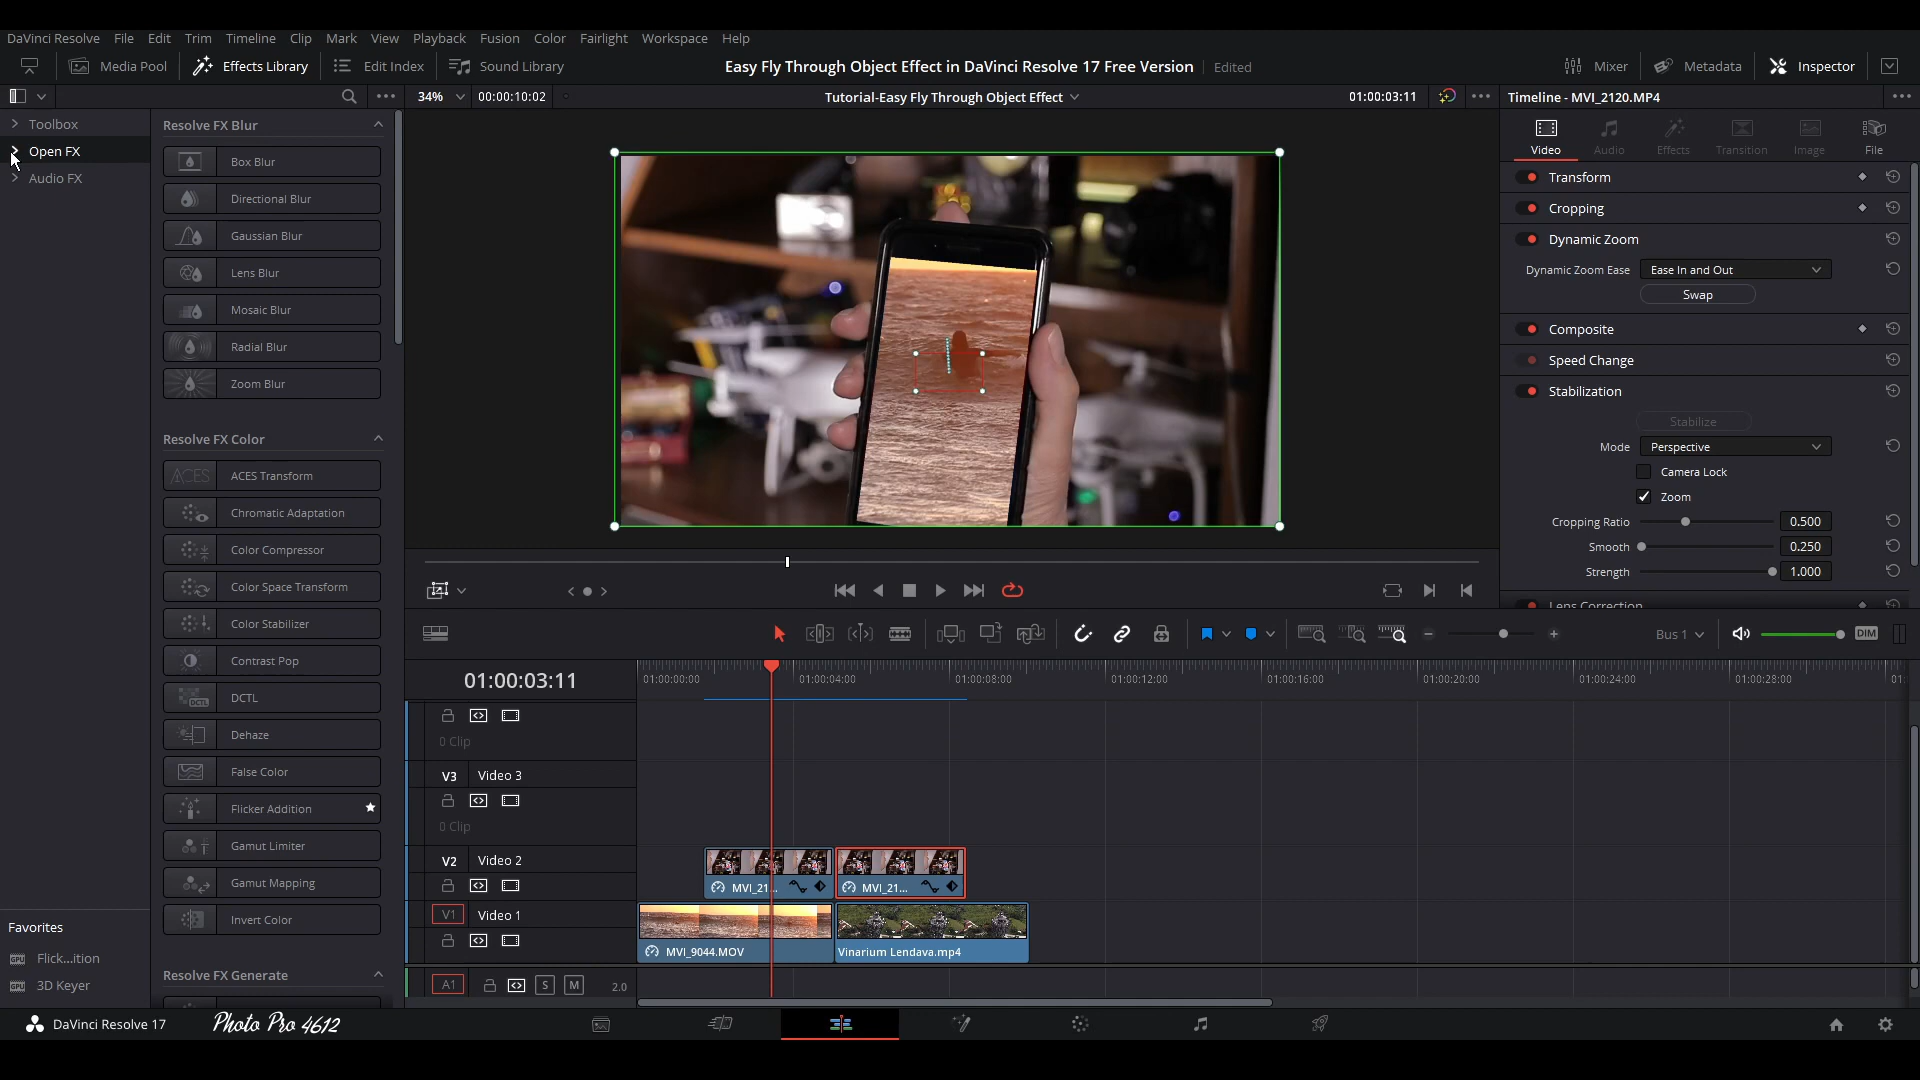 DaVinci Resolve File Edit Trim Timeline Clip Mark View Playback Fusion Color Fairlight Workspace Help
Media Pool Effects Library Edit Index Sound Library
Easy Fly Through Object Effect in DaVinci Resolve 17 Free Version Edited
Mixer Metadata Inspector
34% 00:00:10:02 Tutorial-Easy Fly Through Object Effect 01:00:03:11
Timeline - MVI_2120.MP4
Toolbox
Open FX
Audio FX
Favorites
Flick...ition
3D Keyer
Resolve FX Blur
Box Blur
Directional Blur
Gaussian Blur
Lens Blur
Mosaic Blur
Radial Blur
Zoom Blur
Resolve FX Color
ACES ACES Transform
Chromatic Adaptation
Color Compressor
Color Space Transform
Color Stabilizer
Contrast Pop
DCTL DCTL
Dehaze
False Color
Flicker Addition
Gamut Limiter
Gamut Mapping
Invert Color
Resolve FX Generate
Video Audio Effects Transition Image File
Transform
Cropping
Dynamic Zoom
Dynamic Zoom Ease Ease In and Out
Swap
Composite
Speed Change
Stabilization
Stabilize
Mode Perspective
Camera Lock
Zoom
Cropping Ratio 0.500
Smooth 0.250
Strength 1.000
Lens Correction
Bus 1 DIM
01:00:03:11
01:00:00:00 01:00:04:00 01:00:08:00 01:00:12:00 01:00:16:00 01:00:20:00 01:00:24:00 01:00:28:00 01:
0 Clip
V3 Video 3
0 Clip
V2 Video 2
MVI_21... MVI_21...
V1 Video 1
MVI_9044.MOV Vinarium Lendava.mp4
A1 S M 2.0
DaVinci Resolve 17 Photo Pro 4612